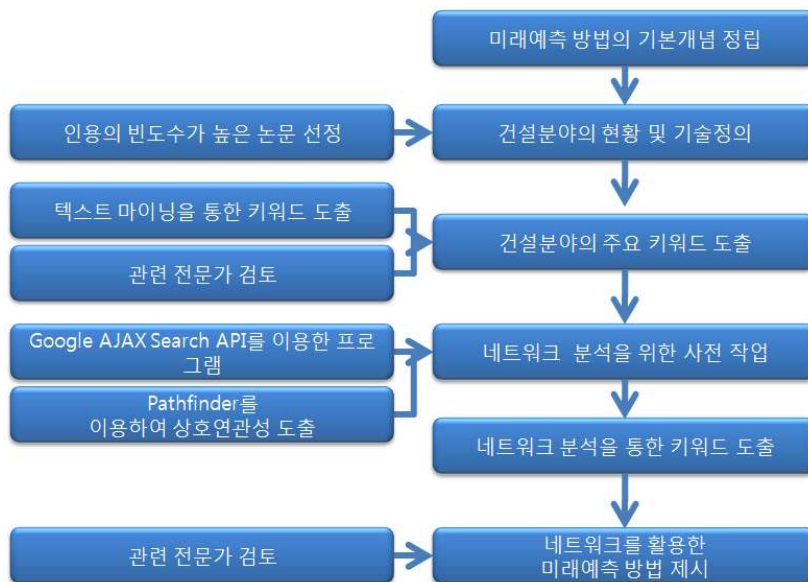 미래예측 방법의 기본개념 정립
인용의 빈도수가 높은 논문 선정
건설분야의 현황 및 기술정의
텍스트 마이닝을 통한 키워드 도출
건설분야의 주요 키워드 도출
관련 전문가 검토
Google AJAX Search API를 이용한 프로
그램
네트워크 분석을 위한 사전 작업
Pathfinder를
이용하여 상호연관성 도출
네트워크 분석을 통한 키워드 도출
관련 전문가 검토
네트워크를 활용한
미래예측 방법 제시